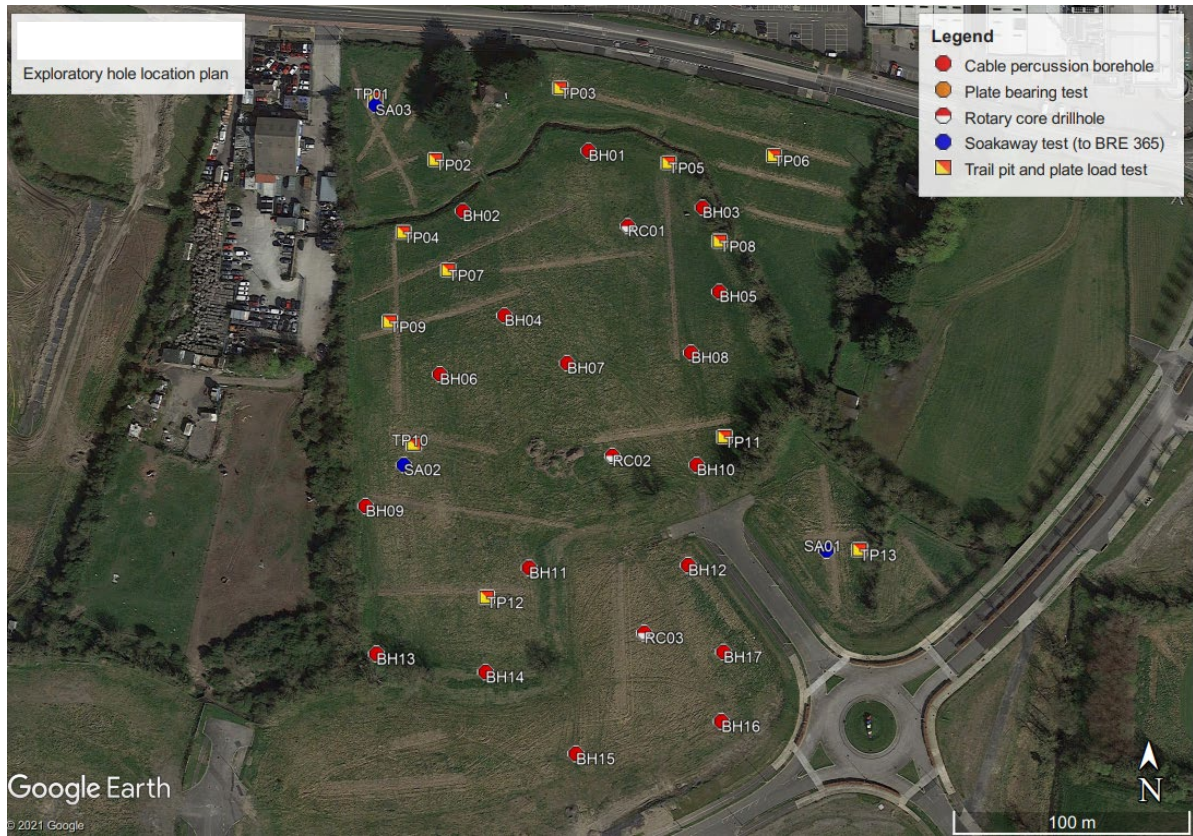 Exploratory hole location plan
Legend
Cable percussion borehole
Plate bearing test
Rotary core drillhole
Soakaway test (to BRE 365)
Trail pit and plate load test
TP01
SA03
TP03
TP02
BH01
TP05
TP06
BH02
BH03
TP04
RC01
TP08
TP07
BH05
TP09
BH04
BH08
BH07
BH06
TP10
TP11
SA02
RC02
BH10
BH09
SA01
TP13
BH11
BH12
TP12
RC03
BH13
BH17
BH14
BH16
BH15
Google Earth
N
© 2021 Google
100 m